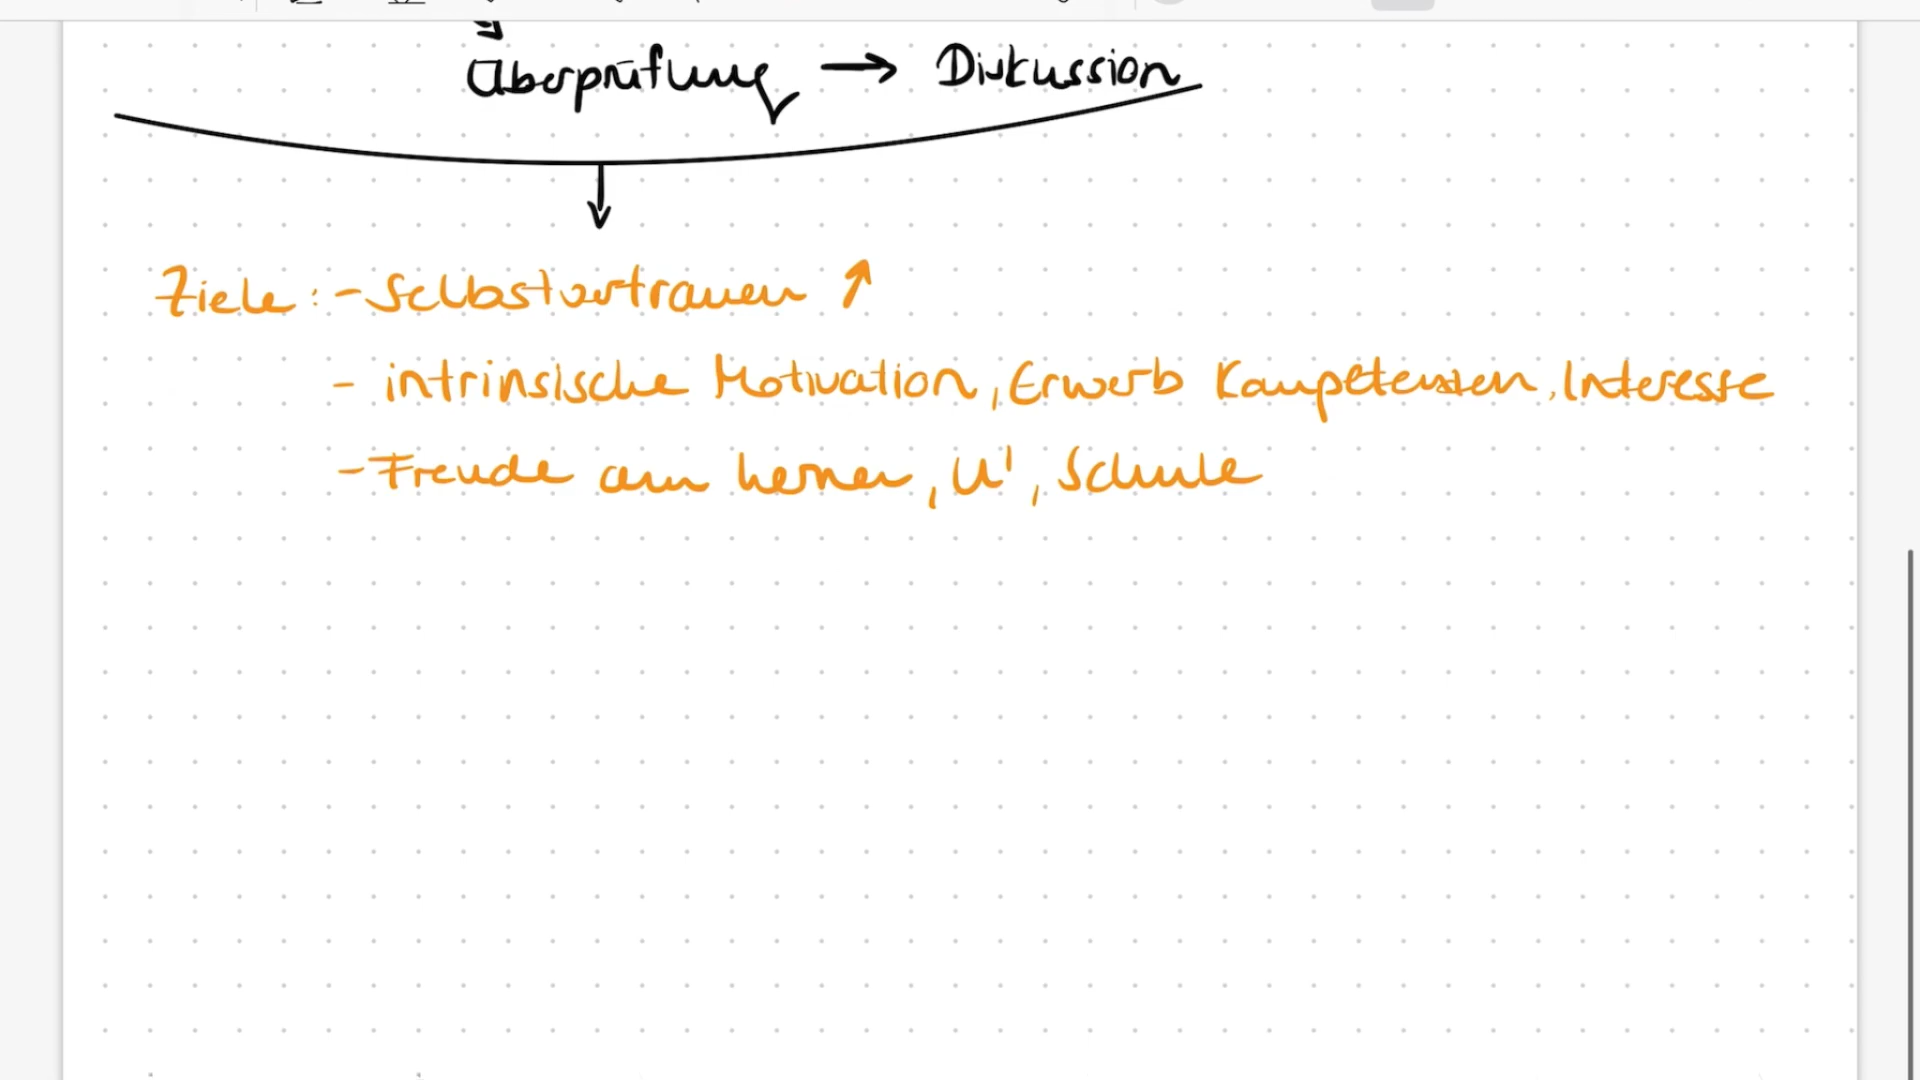 Überprüfung → Diskussion
Ziele: - Selbstvertrauen ↑
- intrinsische Motivation, Erwerb Kompetenzen, Interesse
- Freude am Lernen, U', Schule